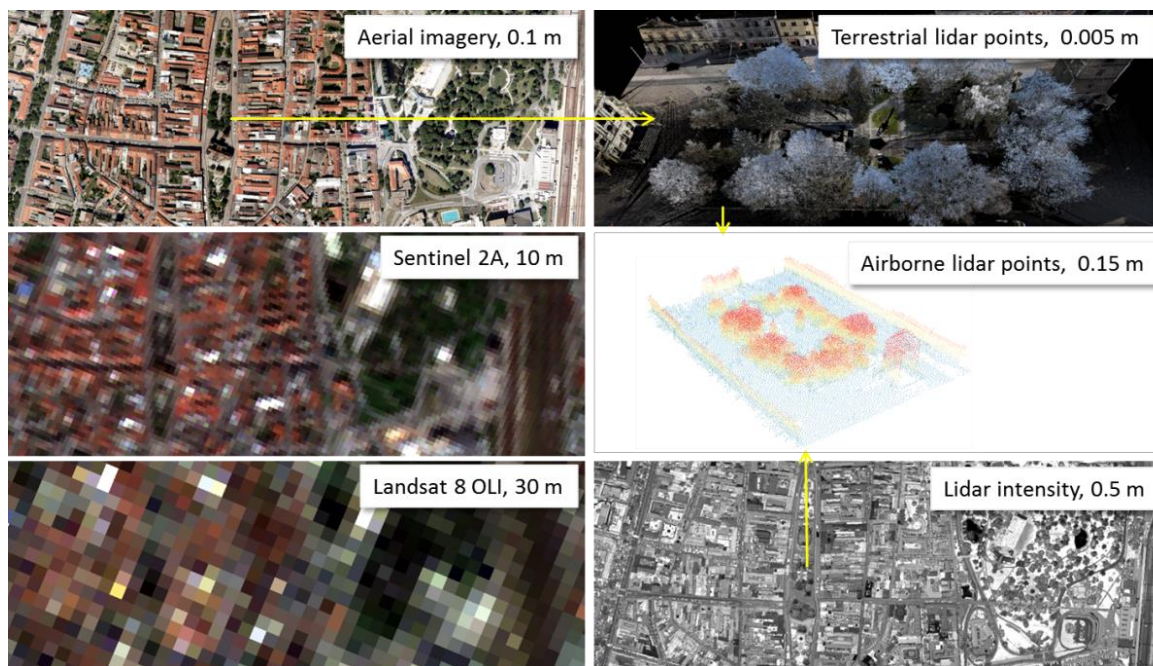 Aerial imagery, 0.1 m
Terrestrial lidar points, 0.005 m
Sentinel 2A, 10 m
Airborne lidar points, 0.15 m
Landsat 8 OLI, 30 m
Lidar intensity, 0.5 m